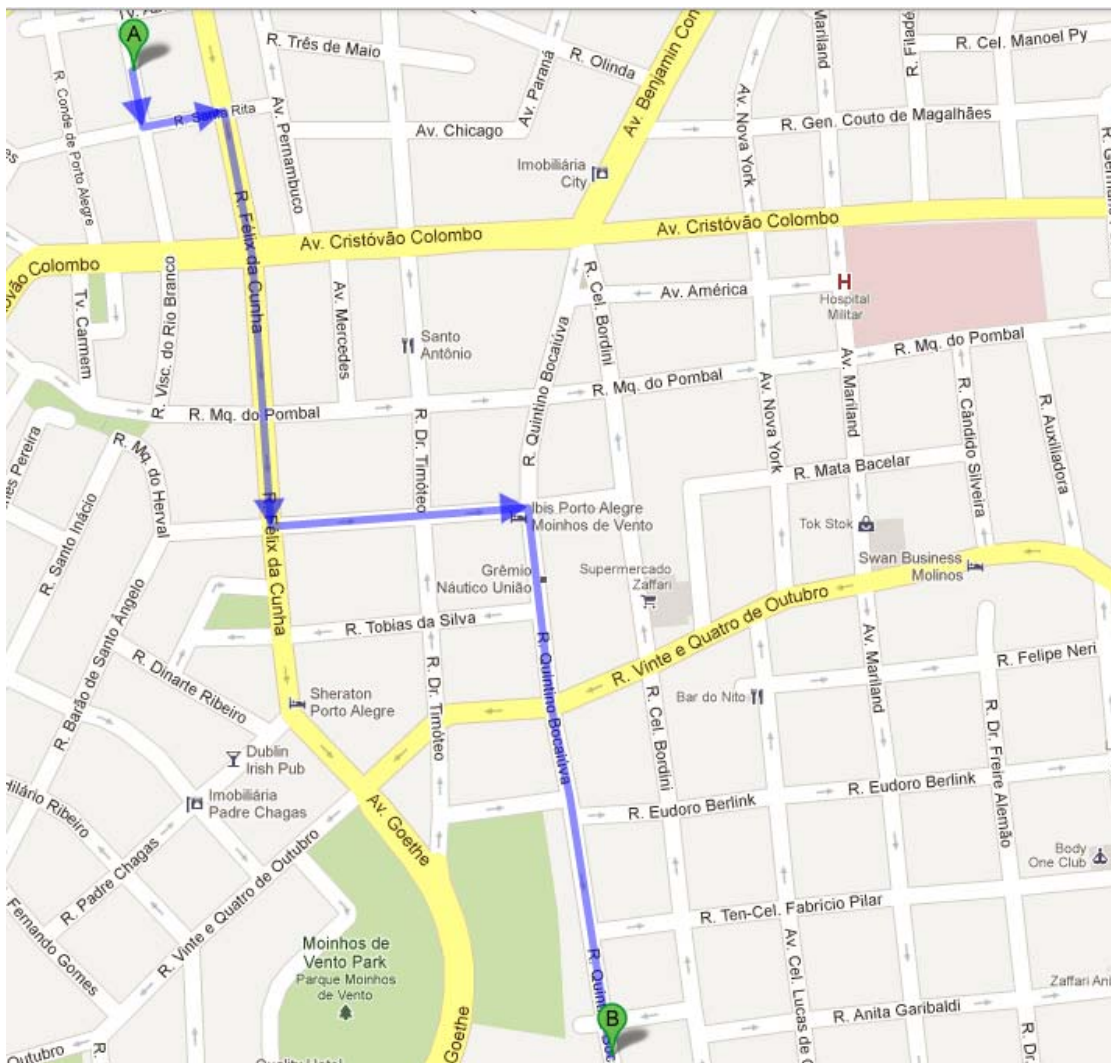 A
R. Três de Maio
R. Olinda
Av. Benjamin Con
Mariland
R. Cel. Manoel Py
R. Conde de Porto Alegre
R. Santa Rita
Av. Pernambuco
Av. Chicago
Av. Paraná
Av. Nova York
R. Gen. Couto de Magalhães
Imobiliária
City
R. Félix da Cunha
Av. Cristóvão Colombo
Av. Cristóvão Colombo
Colombo
Tv. Carmem
R. Visc. do Rio Branco
R. Félix da Cunha
Av. Mercedes
Santo
Antônio
R. Cel. Bordini
Av. América
H
Hospital
Militar
R. Quintino Bocaiúva
R. Mq. do Pombal
R. Mq. do Pombal
R. Mq. do Pombal
R. Dr. Timóteo
Av. Nova York
Av. Mariland
R. Cândido Silveira
R. Auxiliadora
Pereira
R. Mq. do Herval
R. Santo Inácio
R. Mata Bacelar
Ibis Porto Alegre
Moinhos de Vento
Tok Stok
R. Félix da Cunha
Grêmio
Náutico União
Supermercado
Zaffari
Swan Business
Molinos
R. Barão de Santo Ângelo
R. Tobias da Silva
R. Vinte e Quatro de Outubro
R. Dinarte Ribeiro
R. Quintino Bocaiúva
Av. Mariland
R. Felipe Neri
Sheraton
Porto Alegre
R. Dr. Timóteo
R. Cel. Bordini
Bar do Nito
R. Dr. Freire Alemão
Dublin
Irish Pub
Imobiliária
Padre Chagas
Hilário Ribeiro
Av. Goethe
R. Eudoro Berlink
R. Eudoro Berlink
Body
One Club
R. Padre Chagas
R. Vinte e Quatro de Outubro
R. Ten-Cel. Fabrício Pilar
Fernando Gomes
Moinhos de
Vento Park
Parque Moinhos
de Vento
Av. Cel. Lucas de
Zaffari Ani
B
R. Anita Garibaldi
R. Dr.
Outubro
R.
Goethe